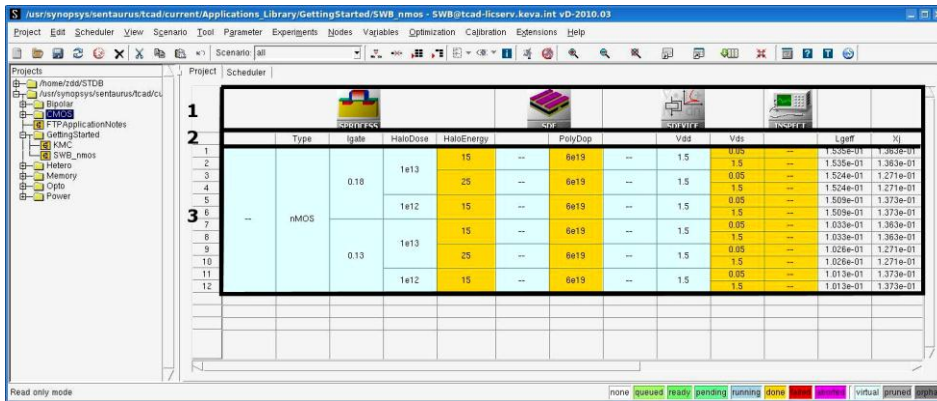 /usr/synopsys/sentaurus/tcad/current/Applications_Library/GettingStarted/SWB_nmos - SWB@tcad-licserv.keva.int vD-2010.03
Project Edit Scheduler View Scenario Tool Parameter Experiments Nodes Variables Optimization Calibration Extensions Help
Scenario: all
Projects
/home/zdd/STDB
/usr/synopsys/sentaurus/tcad/cu
Bipolar
CMOS
FTPApplicationNotes
GettingStarted
KMC
SWB_nmos
Hetero
Memory
Opto
Power
Project Scheduler
1 SPROCESS SDE SDEVICE INSPECT
2 Type lgate HaloDose HaloEnergy PolyDop Vdd Vds Lgeff Xj
3
-- nMOS
0.18
0.13
1e13
1e12
1e13
1e12
1 15 -- 6e19 -- 1.5 0.05 -- 1.535e-01 1.363e-01
2 1.5 -- 1.535e-01 1.363e-01
3 25 -- 6e19 -- 1.5 0.05 -- 1.524e-01 1.271e-01
4 1.5 -- 1.524e-01 1.271e-01
5 15 -- 6e19 -- 1.5 0.05 -- 1.509e-01 1.373e-01
6 1.5 -- 1.509e-01 1.373e-01
7 15 -- 6e19 -- 1.5 0.05 -- 1.033e-01 1.363e-01
8 1.5 -- 1.033e-01 1.363e-01
9 25 -- 6e19 -- 1.5 0.05 -- 1.026e-01 1.271e-01
10 1.5 -- 1.026e-01 1.271e-01
11 15 -- 6e19 -- 1.5 0.05 -- 1.013e-01 1.373e-01
12 1.5 -- 1.013e-01 1.373e-01
Read only mode
none queued ready pending running done failed aborted virtual pruned orpha